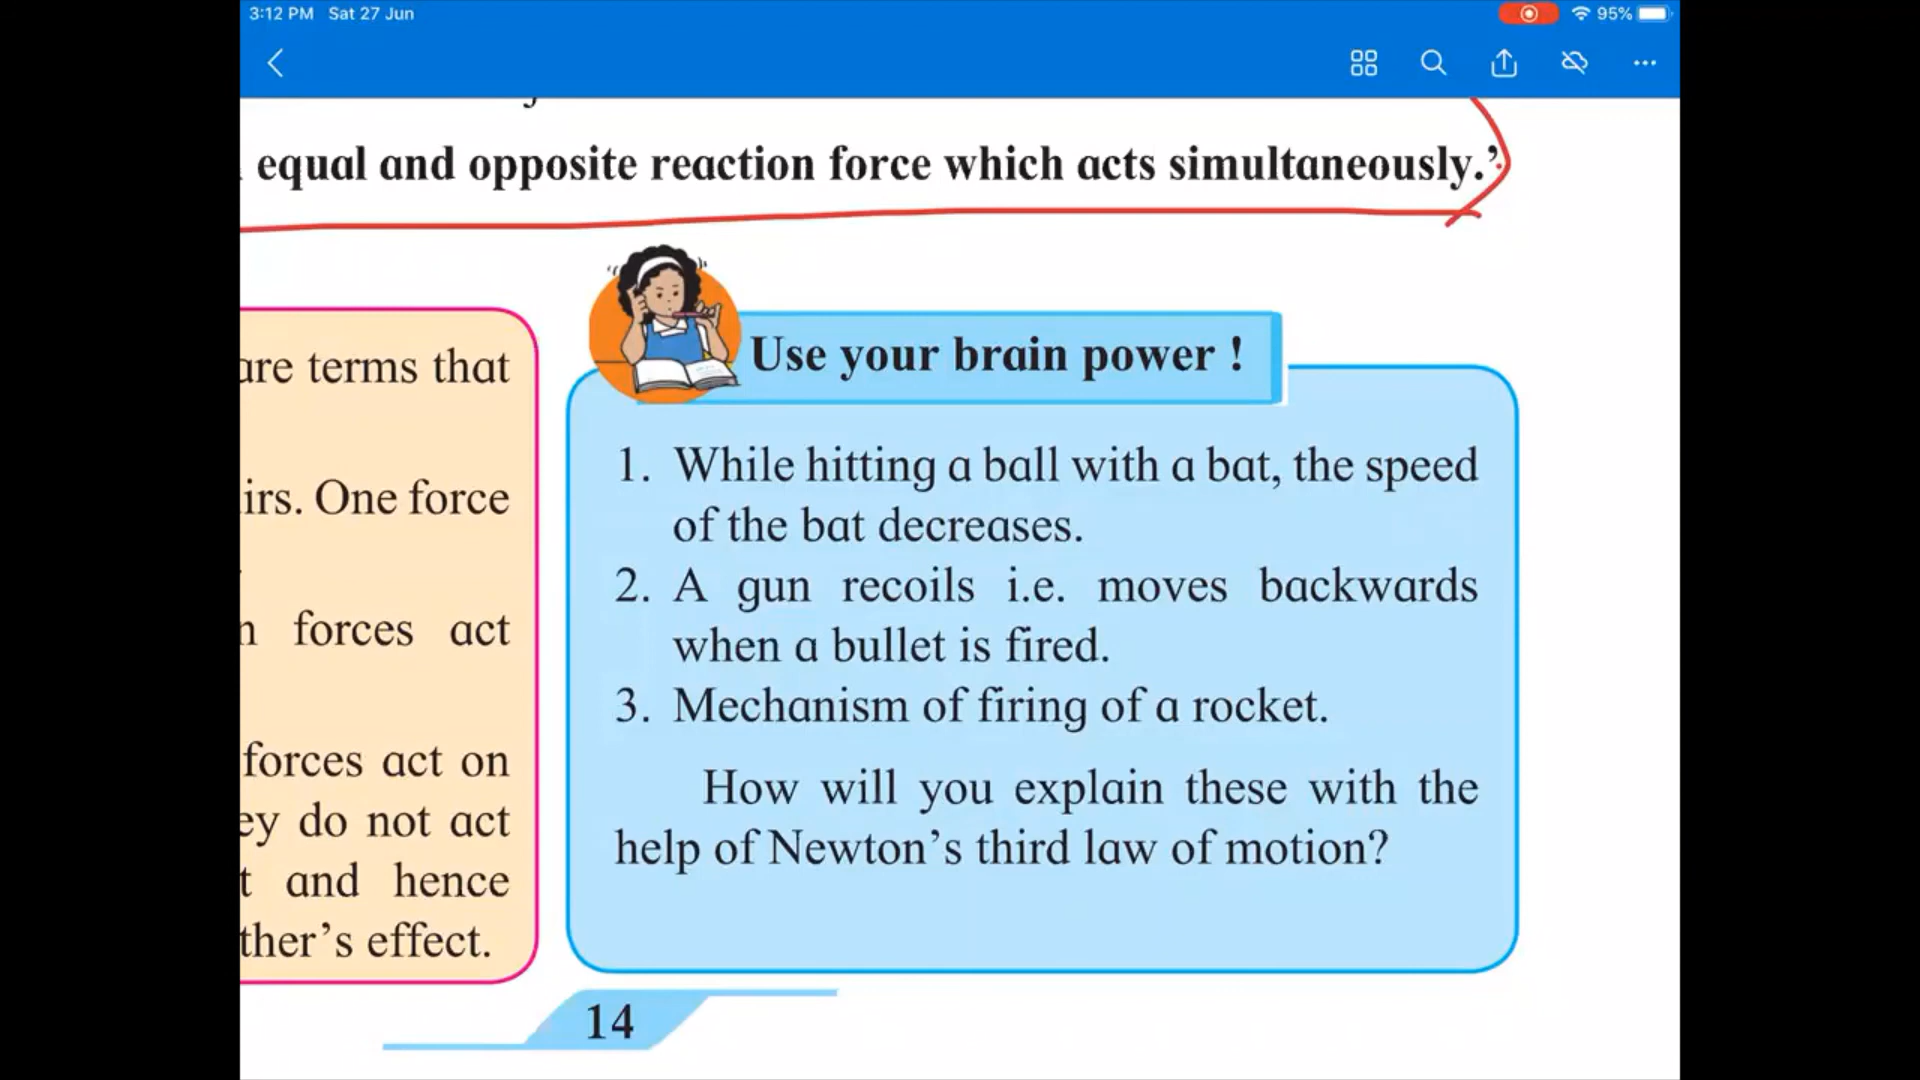 3:12 PM Sat 27 Jun
95%
equal and opposite reaction force which acts simultaneously.’
are terms that
irs. One force
forces act
forces act on
ey do not act
t and hence
ther’s effect.
Use your brain power !
1. While hitting a ball with a bat, the speed
of the bat decreases.
2. A gun recoils i.e. moves backwards
when a bullet is fired.
3. Mechanism of firing of a rocket.
How will you explain these with the
help of Newton’s third law of motion?
14